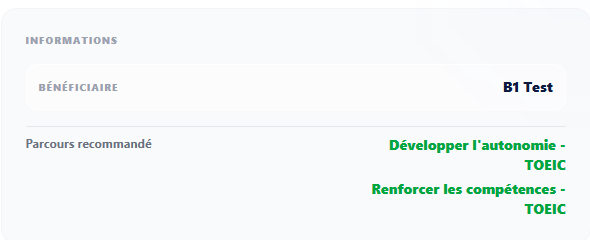 INFORMATIONS
BÉNÉFICIAIRE
B1 Test
Parcours recommandé
Développer l'autonomie -
TOEIC
Renforcer les compétences -
TOEIC